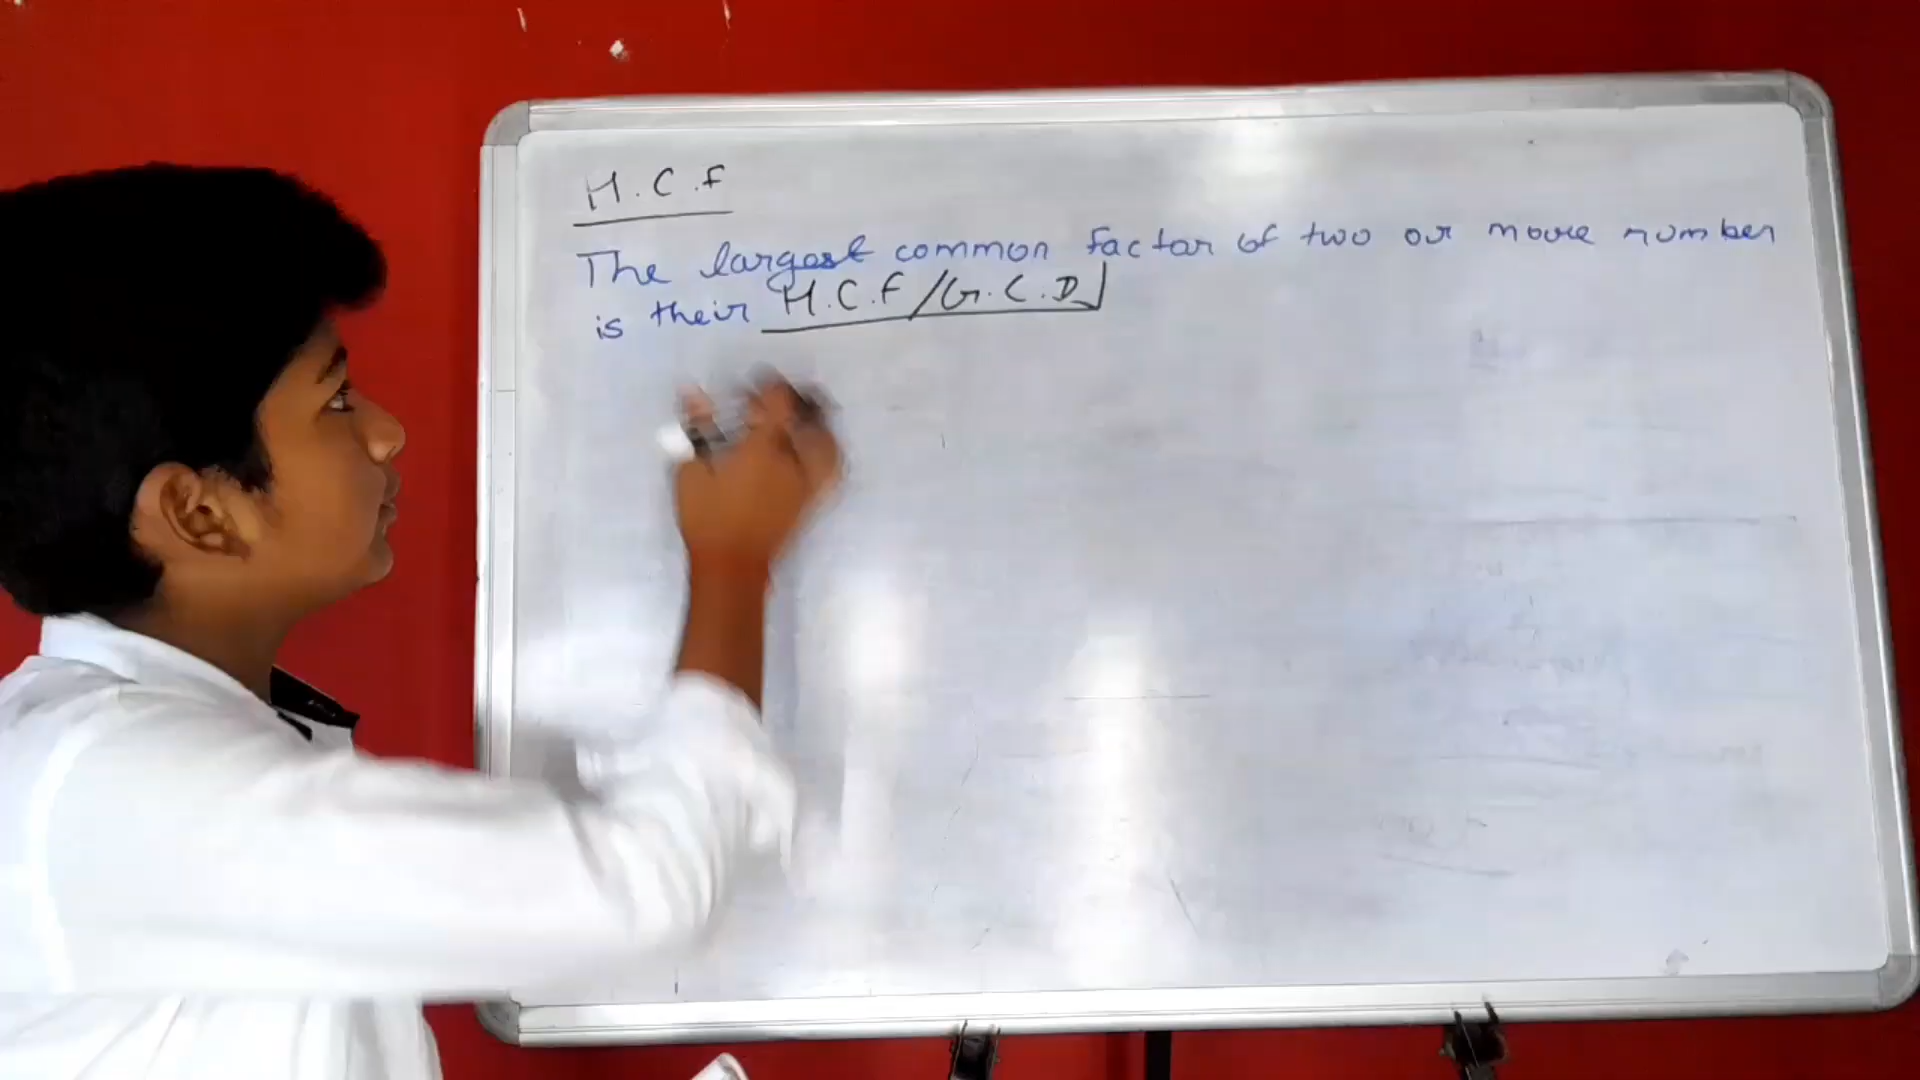 H.C.F
The largest common factor of two or more number
is their H.C.F/G.C.D